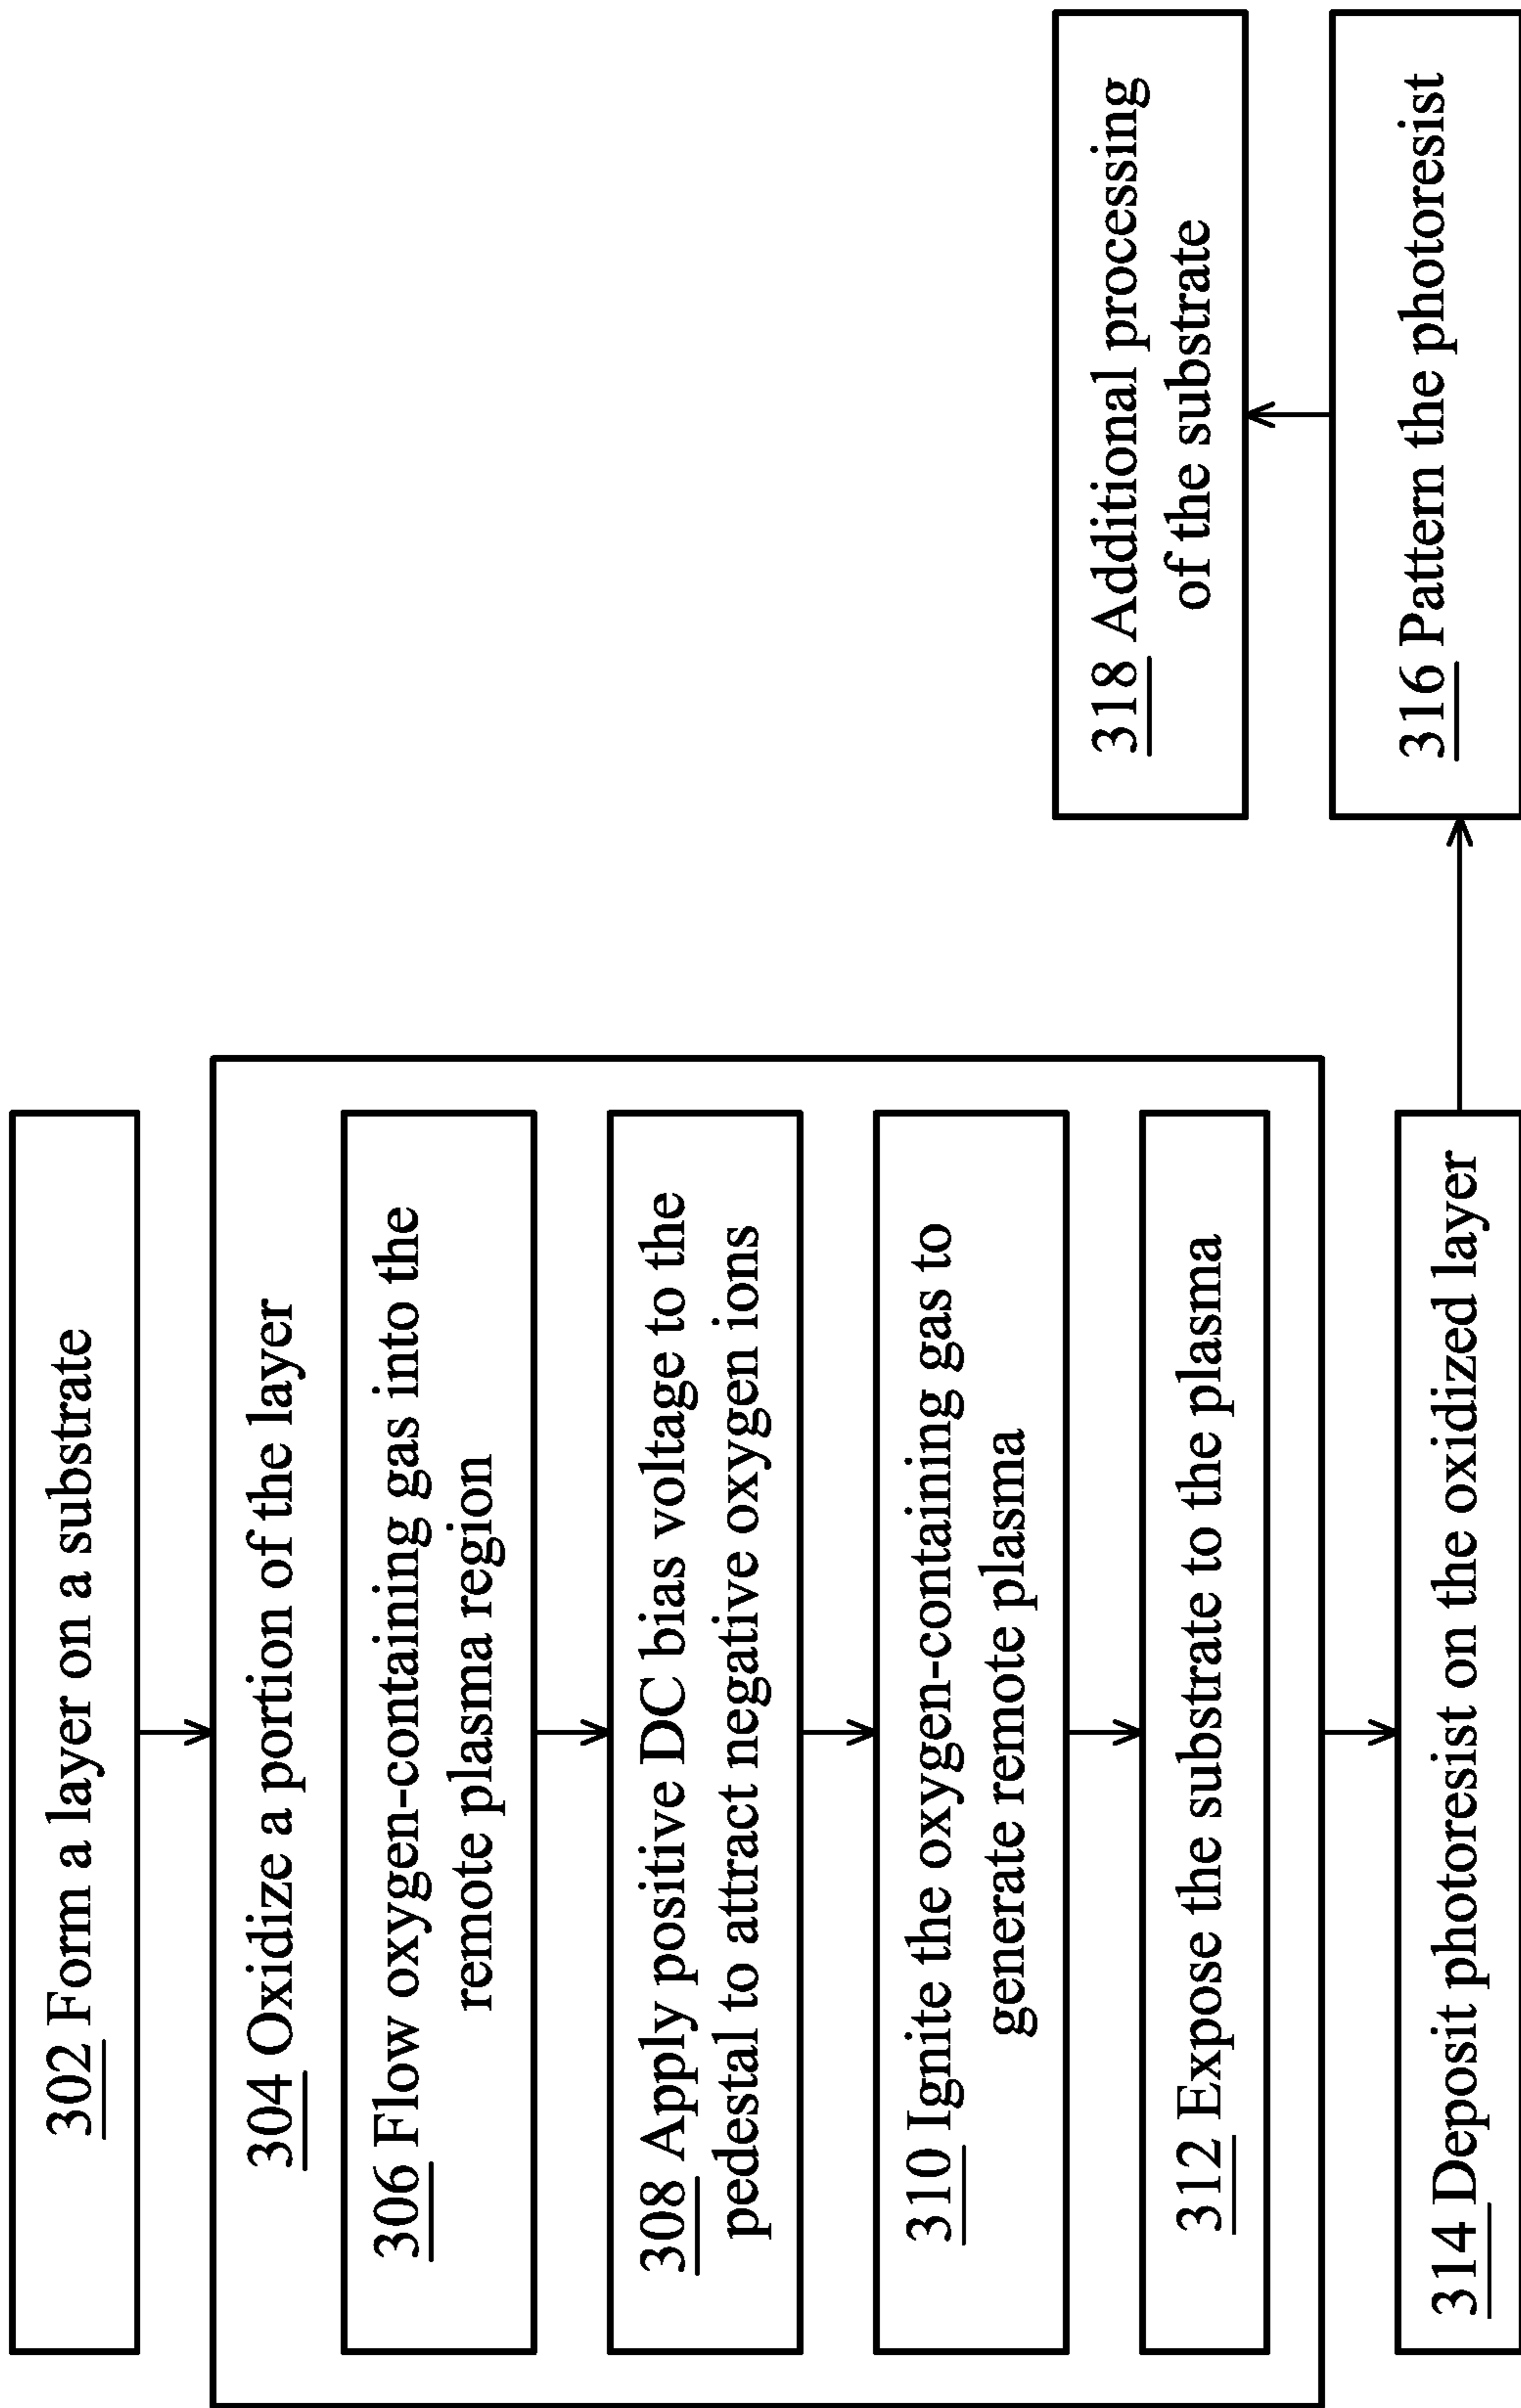 302 Form a layer on a substrate
304 Oxidize a portion of the layer
306 Flow oxygen-containing gas into the
remote plasma region
308 Apply positive DC bias voltage to the
pedestal to attract negative oxygen ions
310 Ignite the oxygen-containing gas to
generate remote plasma
312 Expose the substrate to the plasma
314 Deposit photoresist on the oxidized layer
316 Pattern the photoresist
318 Additional processing
of the substrate